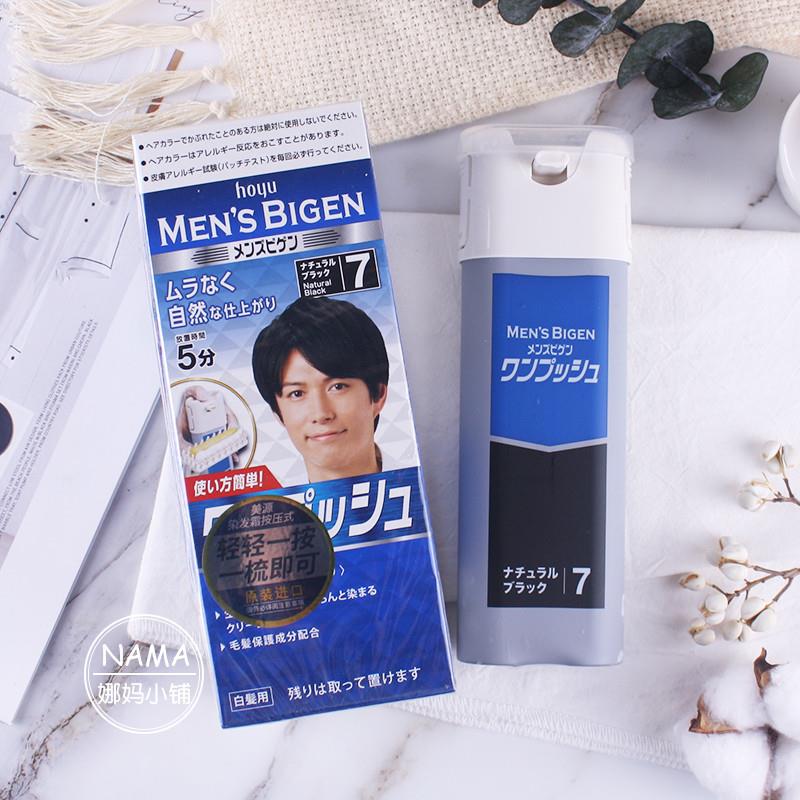 ●ヘアカラーでかぶれたことのある方は絶対に使用しないでください。
●ヘアカラーはアレルギー反応をおこすことがあります。
●皮膚アレルギー試験(パッチテスト)を毎回必ず行ってください。
hoyu
MEN'S BIGEN
メンズビゲン
ナチュラル
ブラック
Natural
Black
7
ムラなく
自然な仕上がり
放置時間
5分
使い方簡単!
ワンプッシュ
美源
染发霜按压式
轻轻一按
一梳即可
原装进口
んと染まる
クリー
▶毛髪保護成分配合
白髪用
残りは取って置けます
MEN'S BIGEN
メンズビゲン
ワンプッシュ
ナチュラル
ブラック
7
NAMA
娜妈小铺